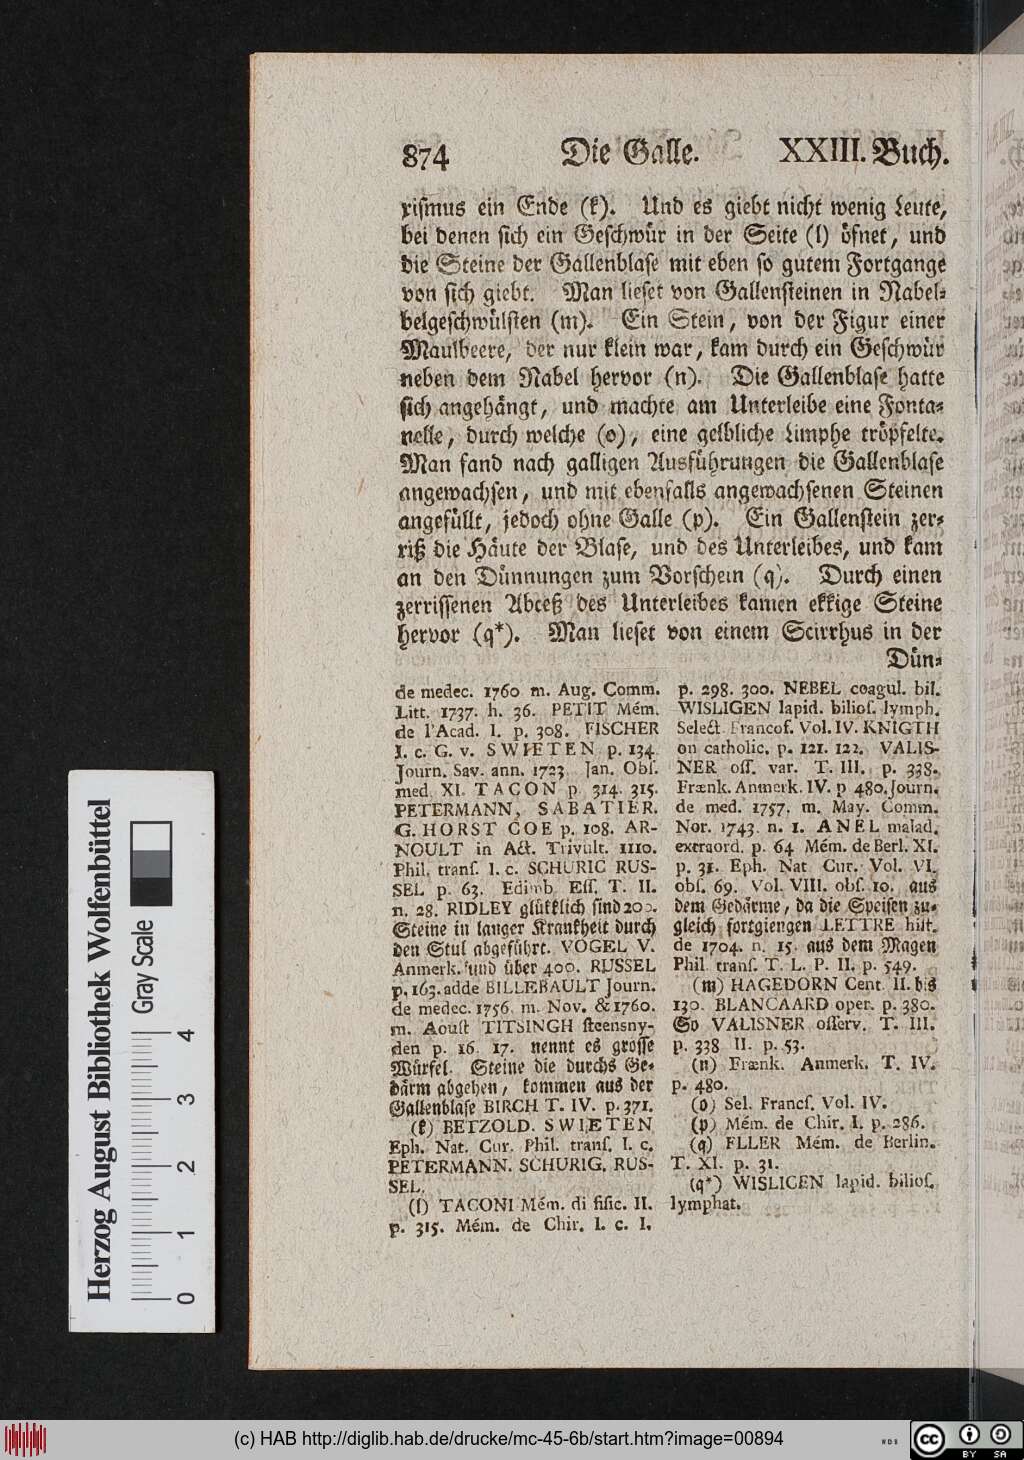 874 Die Galle. XXIII. Buch.
xiſmus ein Ende (k). Und es giebt nicht wenig Leute,
bei denen ſich ein Geſchwür in der Seite (l) öfnet, und
die Steine der Gallenblaſe mit eben ſo gutem Fortgange
von ſich giebt. Man lieſet von Gallenſteinen in Nabel-
belgeſchwülſten (m). Ein Stein, von der Figur einer
Maulbeere, der nur klein war, kam durch ein Geſchwür
neben dem Nabel hervor (n). Die Gallenblaſe hatte
ſich angehängt, und machte am Unterleibe eine Fonta-
nelle, durch welche (o), eine gelbliche Limphe tröpfelte.
Man fand nach galligen Ausführungen die Gallenblaſe
angewachſen, und mit ebenfalls angewachſenen Steinen
angefüllt, jedoch ohne Galle (p). Ein Gallenſtein zer-
riß die Häute der Blaſe, und des Unterleibes, und kam
an den Dünnungen zum Vorſchein (q). Durch einen
zerriſſenen Abceß des Unterleibes kamen ekkige Steine
hervor (q*). Man lieſet von einem Scirrhus in der
Dün-
de medec. 1760 m. Aug. Comm.
Litt. 1737. h. 36. PETIT Mém.
de l'Acad. I. p. 308. FISCHER
I. c. G. v. SWIETEN p. 134
Journ. Sav. ann. 1723 Jan. Obſ.
med. XI. TACON p. 314. 315.
PETERMANN, SABATIER.
G. HORST COE p. 108. AR-
NOULT in Act. Trivult. 1110.
Phil. tranſ. l. c. SCHURIG RUS-
SEL p. 63. Edimb. Eſſ. T. II.
n. 28. RIDLEY glükklich ſind 200.
Steine in langer Krankheit durch
den Stul abgeführt. VOGEL V.
Anmerk. und über 400. RUSSEL
p. 163. adde BILLEBAULT Journ.
de medec. 1756. m. Nov. & 1760.
m. Aouſt TITSINGH ſteensny-
den p. 16. 17. nennt es groſſe
Würfel. Steine die durchs Ge-
därm abgehen, kommen aus der
Gallenblaſe BIRCH T. IV. p. 371.
(k) BETZOLD. SWIETEN
Eph. Nat. Cur. Phil. tranſ. l. c.
PETERMANN. SCHURIG. RUS-
SEL.
(l) TACONI Mém. di fiſic. II.
p. 315. Mém. de Chir. l. c. I.
p. 298. 300. NEBEL coagul. bil.
WISLIGEN lapid. bilioſ. lymph.
Select. Francof. Vol. IV. KNIGTH
on catholic. p. 121. 122. VALIS-
NER oſſ. var. T. III. p. 338.
Frænk. Anmerk. IV. p 480. Journ.
de med. 1757. m. May. Comm.
Nor. 1743. n. 1. ANEL malad.
extraord. p. 64 Mém. de Berl. XI.
p. 31. Eph. Nat Cur. Vol. VI.
obſ. 69. Vol. VIII. obſ. 10. aus
dem Gedärme, da die Speiſen zu-
gleich fortgiengen LETTRE hiſt.
de 1704. n. 15. aus dem Magen
Phil. tranſ. T. L. P. II. p. 549.
(m) HAGEDORN Cent. II. bis
130. BLANCAARD oper. p. 380.
So VALISNER oſſerv. T. III.
p. 338 II. p. 53.
(n) Frænk. Anmerk. T. IV.
p. 480.
(o) Sel. Francſ. Vol. IV.
(p) Mém. de Chir. I. p. 286.
(q) ELLER Mém. de Berlin.
T. XI. p. 31.
(q*) WISLIGEN lapid. bilioſ.
lymphat.
Herzog August Bibliothek Wolfenbüttel
Gray Scale
0 1 2 3 4
(c) HAB http://diglib.hab.de/drucke/mc-45-6b/start.htm?image=00894
cc BY SA